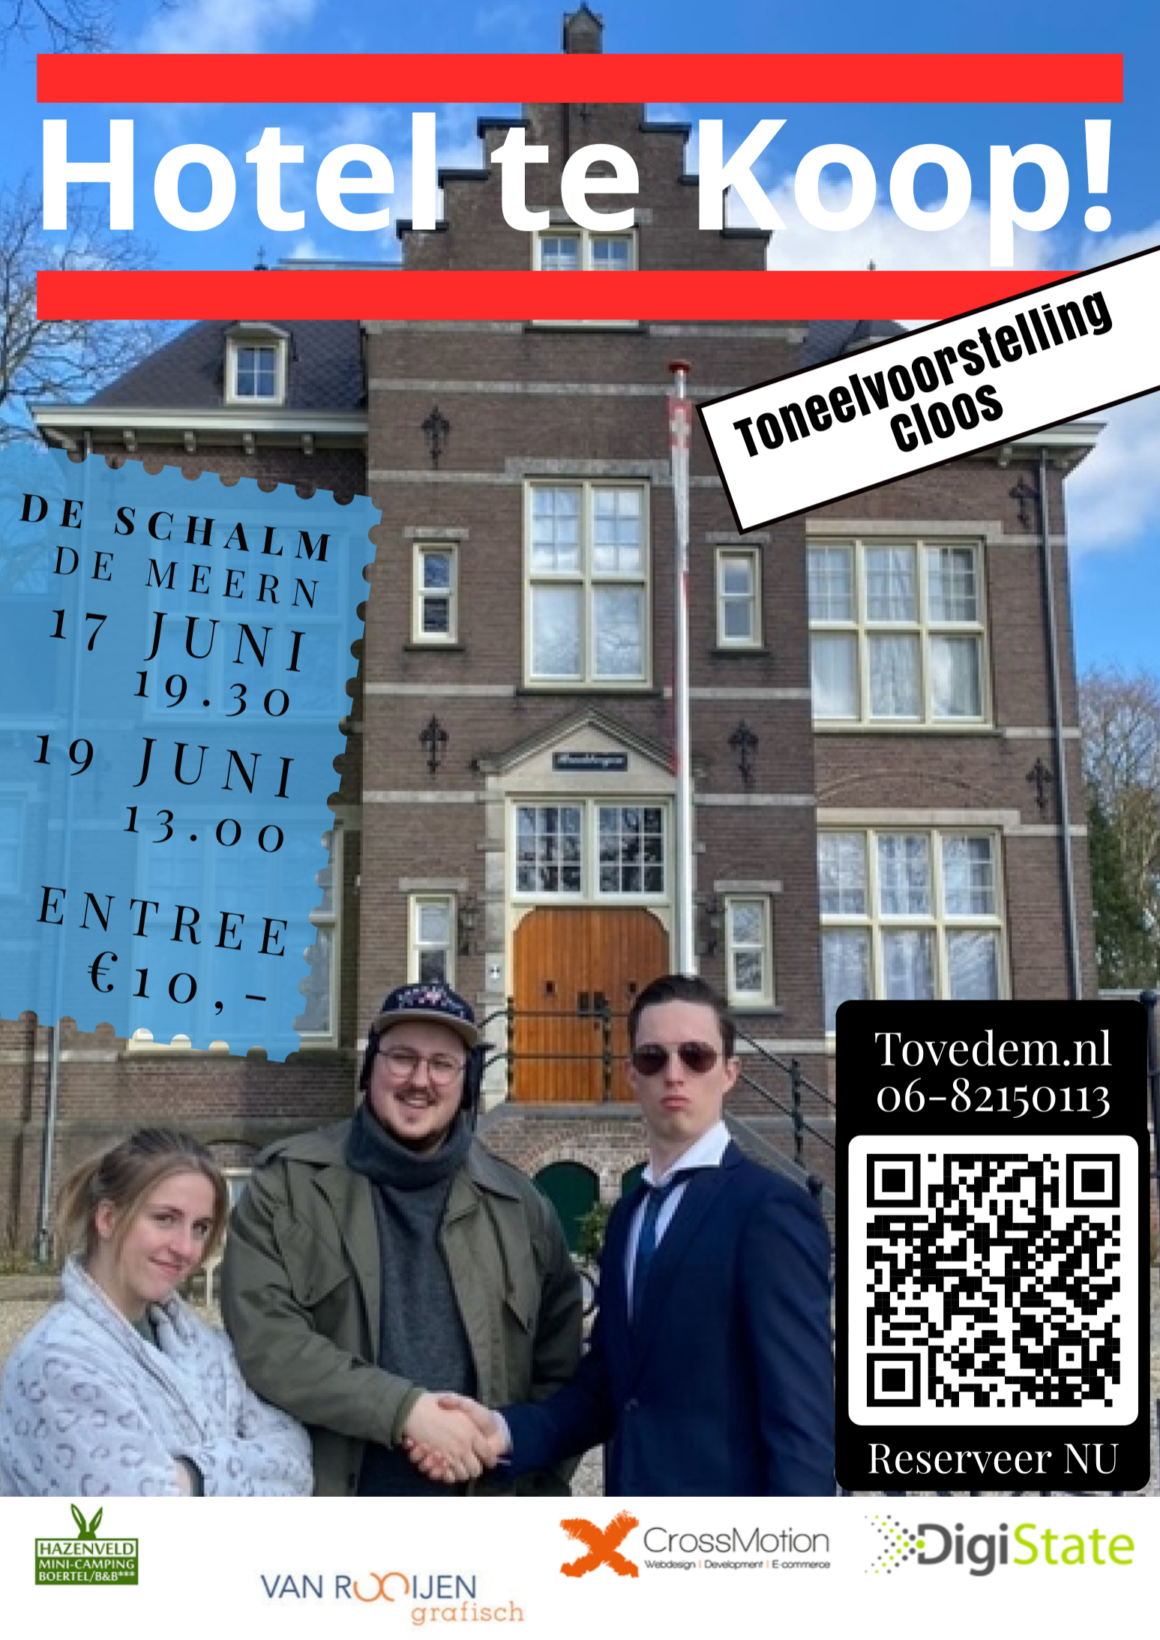 Hotel te Koop!
Toneelvoorstelling
Cloos
DE SCHALM
DE MEERN
17 JUNI
19.30
19 JUNI
13.00
ENTREE
€10,-
Tovedem.nl
06-82150113
Reserveer NU
HAZENVELD
MINI-CAMPING
BOERTEL/B&B***
VAN ROOIJEN
grafisch
CrossMotion
Webdesign | Development | E-commerce
DigiState